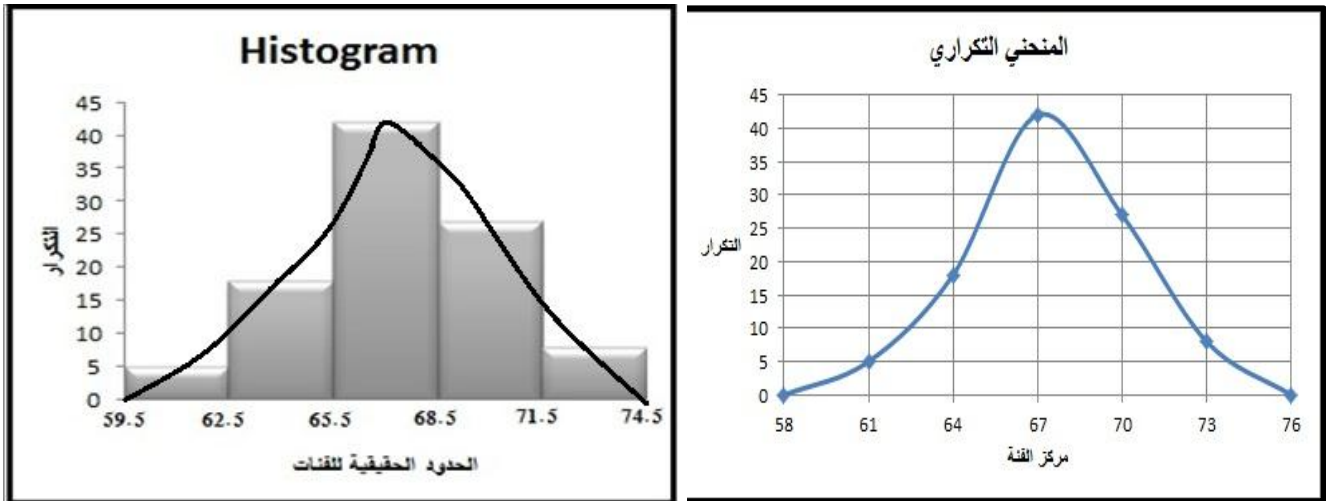 Histogram
45
40
35
30
25
20
15
10
5
0
التكرار
59.5 62.5 65.5 68.5 71.5 74.5
الحدود الحقيقية للفئات
المنحني التكراري
45
40
35
30
25
20
15
10
5
0
التكرار
58 61 64 67 70 73 76
مركز الفئة